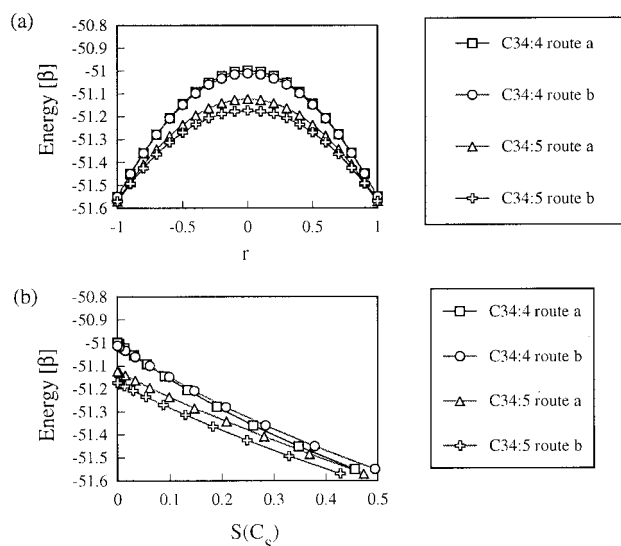 (a)
-50.8
-50.9
-51
-51.1
-51.2
-51.3
-51.4
-51.5
-51.6
Energy [β]
-1
-0.5
0
0.5
1
r
C34:4 route a
C34:4 route b
C34:5 route a
C34:5 route b
(b)
-50.8
-50.9
-51
-51.1
-51.2
-51.3
-51.4
-51.5
-51.6
Energy [β]
0
0.1
0.2
0.3
0.4
0.5
S(C_S)
C34:4 route a
C34:4 route b
C34:5 route a
C34:5 route b